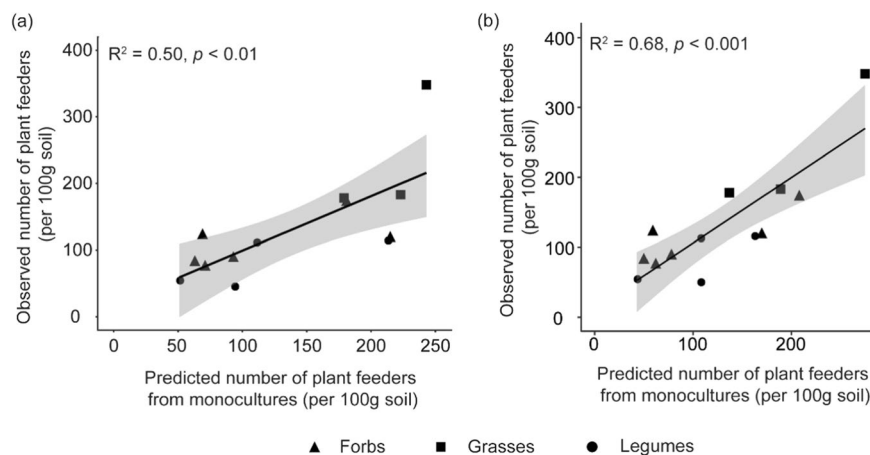 (a)
R² = 0.50, p < 0.01
400
300
200
100
0
Observed number of plant feeders
(per 100g soil)
0 50 100 150 200 250
Predicted number of plant feeders
from monocultures (per 100g soil)
(b)
R² = 0.68, p < 0.001
400
300
200
100
0
Observed number of plant feeders
(per 100g soil)
0 100 200
Predicted number of plant feeders
from monocultures (per 100g soil)
Forbs Grasses Legumes